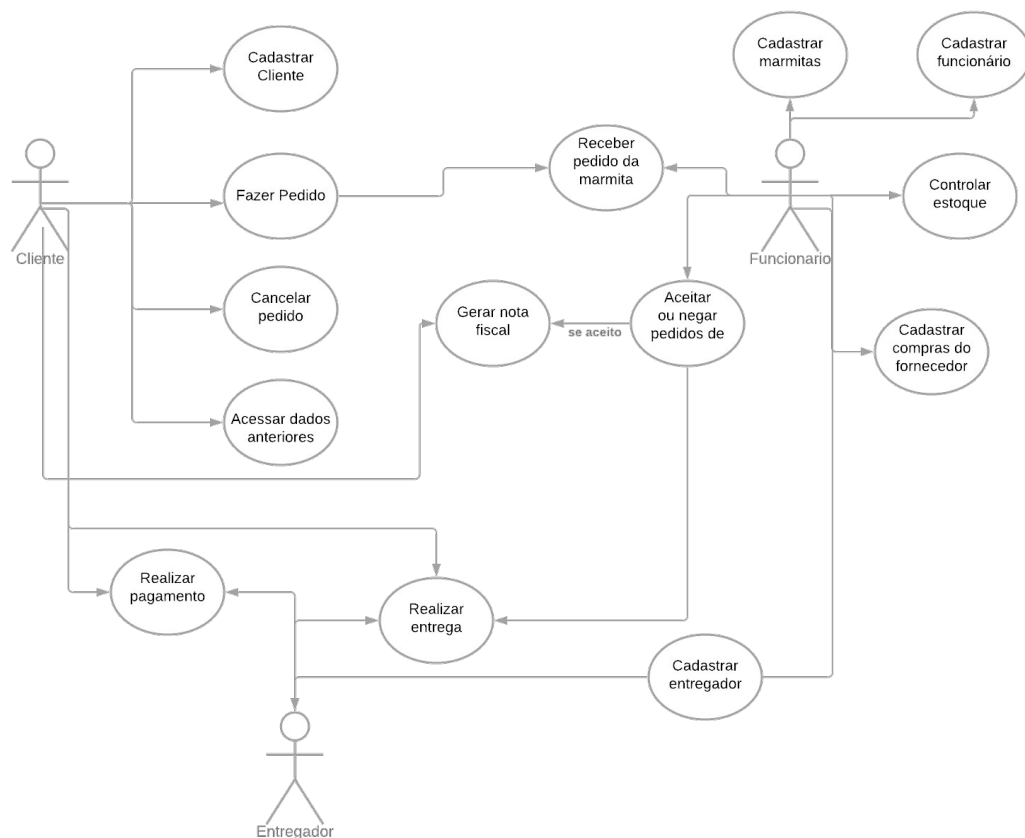 Cadastrar
Cliente
Cadastrar
marmitas
Cadastrar
funcionário
Receber
pedido da
marmita
Fazer Pedido
Controlar
estoque
Cliente
Funcionario
Cancelar
pedido
Gerar nota
fiscal
se aceito
Aceitar
ou negar
pedidos de
Cadastrar
compras do
fornecedor
Acessar dados
anteriores
Realizar
pagamento
Realizar
entrega
Cadastrar
entregador
Entregador